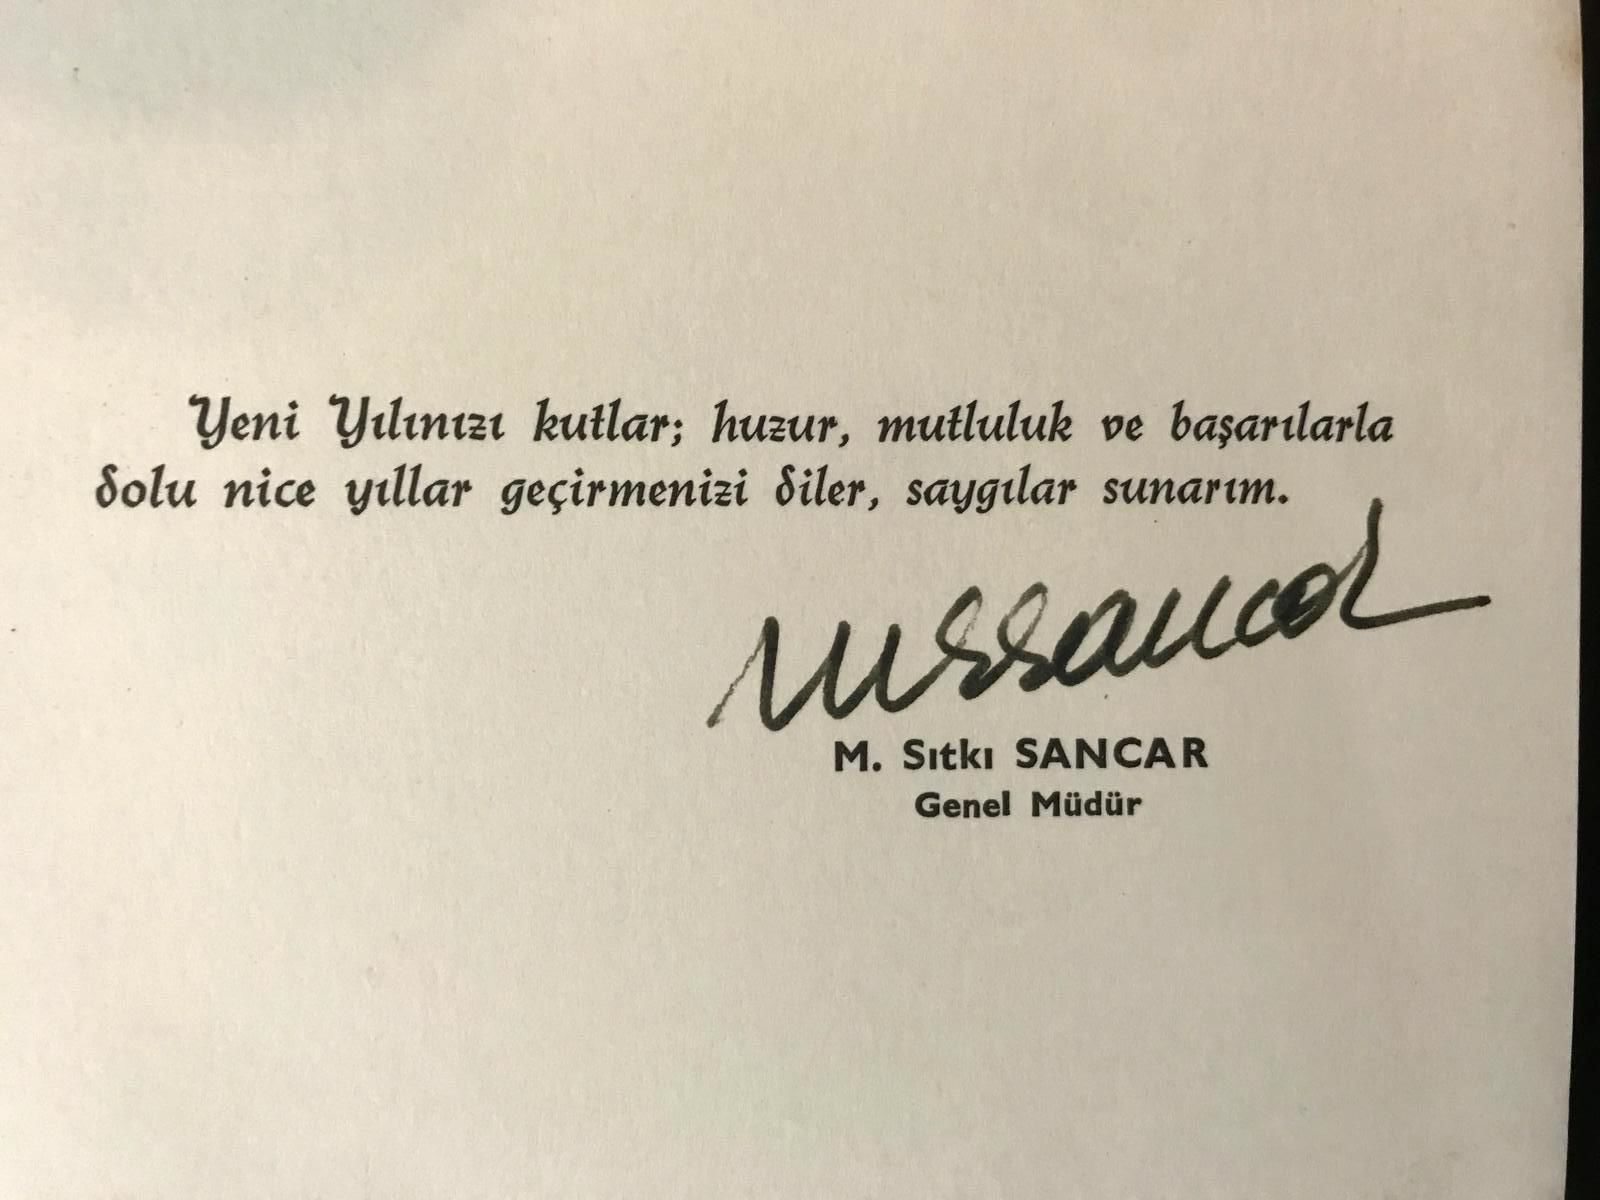 Yeni Yılınızı kutlar; huzur, mutluluk ve başarılarla
dolu nice yıllar geçirmenizi diler, saygılar sunarım.
M. Sıtkı SANCAR
Genel Müdür